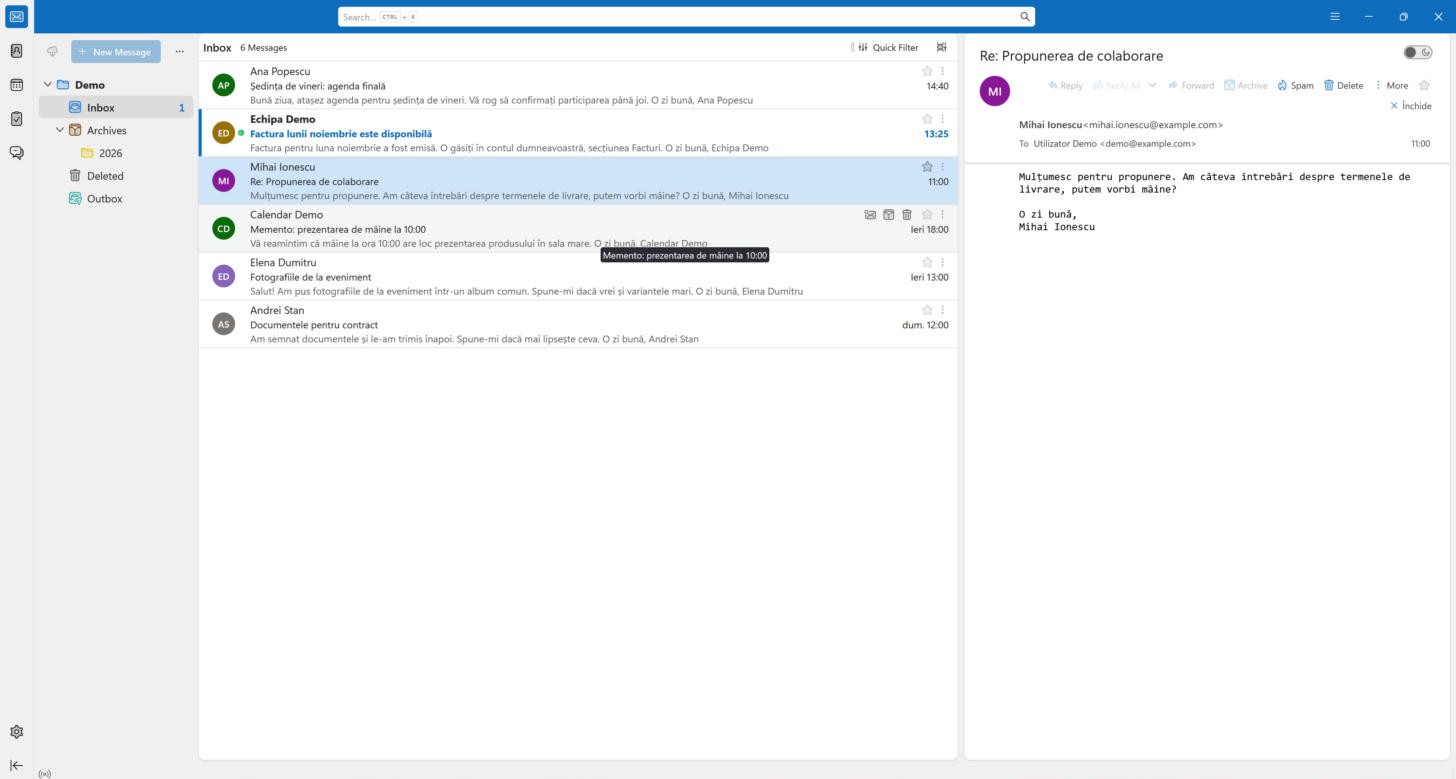 Search... CTRL + K
+ New Message
Demo
Inbox 1
Archives
2026
Deleted
Outbox
Inbox 6 Messages
Quick Filter
AP
Ana Popescu
Ședința de vineri: agenda finală 14:40
Bună ziua, atașez agenda pentru ședința de vineri. Vă rog să confirmați participarea până joi. O zi bună, Ana Popescu
ED
Echipa Demo
Factura lunii noiembrie este disponibilă 13:25
Factura pentru luna noiembrie a fost emisă. O găsiți în contul dumneavoastră, secțiunea Facturi. O zi bună, Echipa Demo
MI
Mihai Ionescu
Re: Propunerea de colaborare 11:00
Mulțumesc pentru propunere. Am câteva întrebări despre termenele de livrare, putem vorbi mâine? O zi bună, Mihai Ionescu
CD
Calendar Demo
Memento: prezentarea de mâine la 10:00 Ieri 18:00
Vă reamintim că mâine la ora 10:00 are loc prezentarea produsului în sala mare. O zi bună, Calendar Demo
Memento: prezentarea de mâine la 10:00
ED
Elena Dumitru
Fotografiile de la eveniment Ieri 13:00
Salut! Am pus fotografiile de la eveniment într-un album comun. Spune-mi dacă vrei și variantele mari. O zi bună, Elena Dumitru
AS
Andrei Stan
Documentele pentru contract dum. 12:00
Am semnat documentele și le-am trimis înapoi. Spune-mi dacă mai lipsește ceva. O zi bună, Andrei Stan
Re: Propunerea de colaborare
MI
Reply Reply All Forward Archive Spam Delete More
Închide
Mihai Ionescu<mihai.ionescu@example.com>
To Utilizator Demo <demo@example.com> 11:00
Mulțumesc pentru propunere. Am câteva întrebări despre termenele de
livrare, putem vorbi mâine?
O zi bună,
Mihai Ionescu